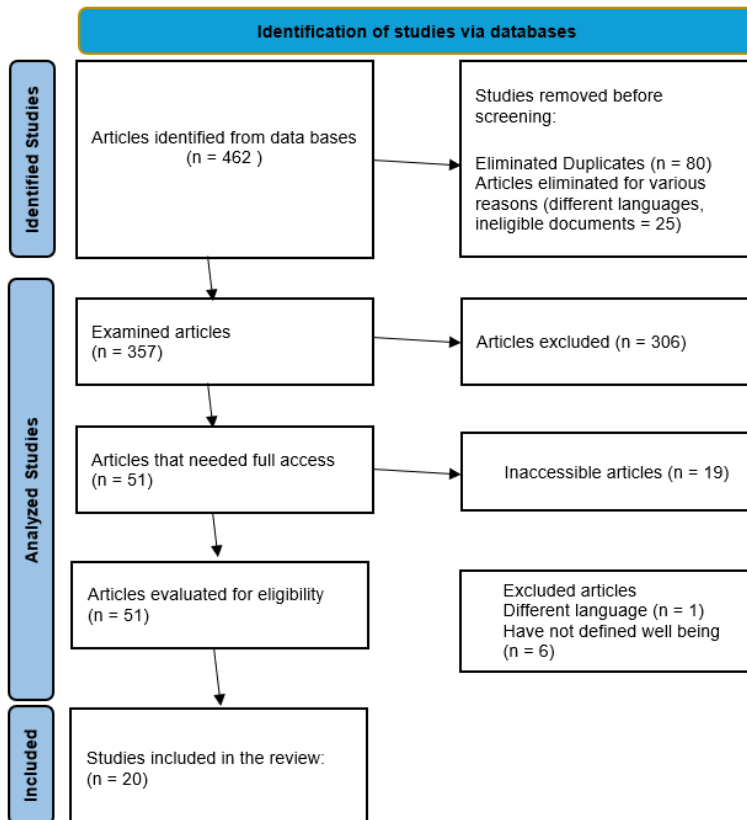 Identification of studies via databases
Identified Studies
Articles identified from data bases
(n = 462 )
Studies removed before
screening:
Eliminated Duplicates (n = 80)
Articles eliminated for various
reasons (different languages,
ineligible documents = 25)
Analyzed Studies
Examined articles
(n = 357)
Articles excluded (n = 306)
Articles that needed full access
(n = 51)
Inaccessible articles (n = 19)
Articles evaluated for eligibility
(n = 51)
Excluded articles
Different language (n = 1)
Have not defined well being
(n = 6)
Included
Studies included in the review:
(n = 20)